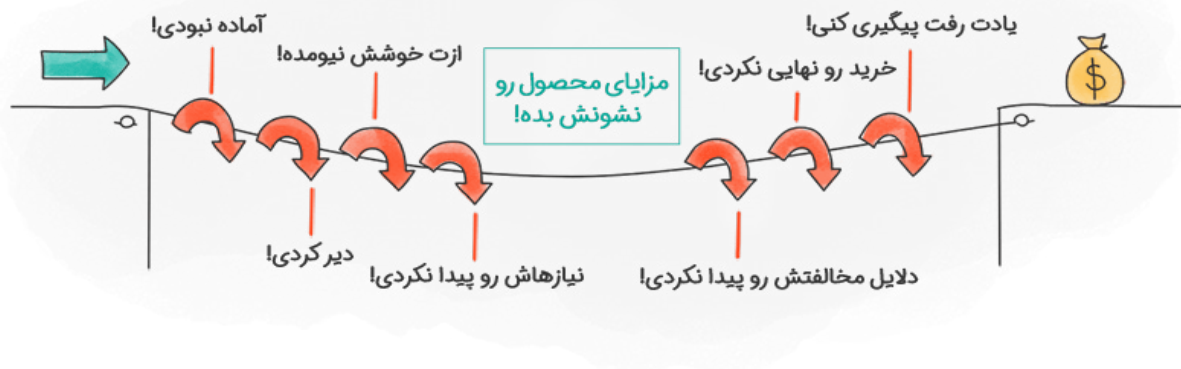 آماده نبودی!
دیر کردی!
ازت خوشش نیومده!
نیازهاش رو پیدا نکردی!
مزایای محصول رو
نشونش بده!
دلایل مخالفتش رو پیدا نکردی!
خرید رو نهایی نکردی!
یادت رفت پیگیری کنی!
$